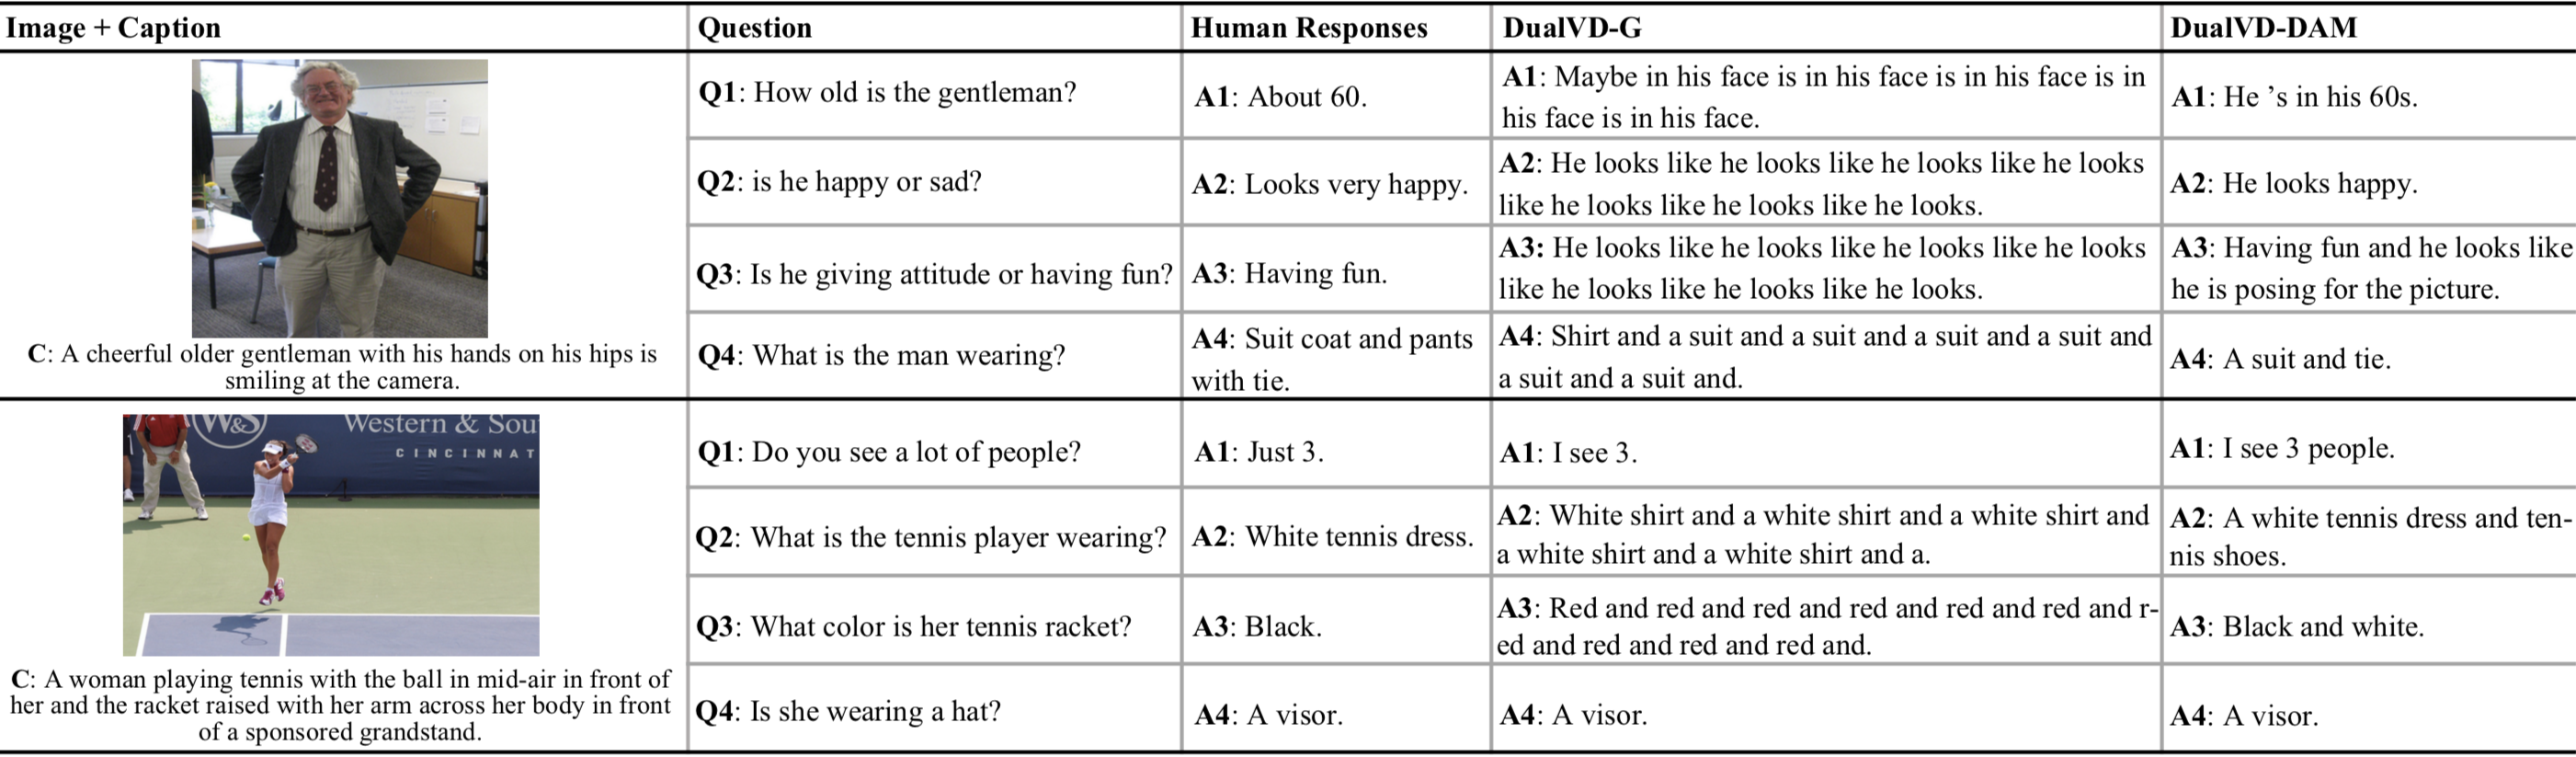 Image + Caption
Question
Human Responses
DualVD-G
DualVD-DAM
C: A cheerful older gentleman with his hands on his hips is
smiling at the camera.
Q1: How old is the gentleman?
A1: About 60.
A1: Maybe in his face is in his face is in his face is in
his face is in his face.
A1: He 's in his 60s.
Q2: is he happy or sad?
A2: Looks very happy.
A2: He looks like he looks like he looks like he looks
like he looks like he looks like he looks.
A2: He looks happy.
Q3: Is he giving attitude or having fun?
A3: Having fun.
A3: He looks like he looks like he looks like he looks
like he looks like he looks like he looks.
A3: Having fun and he looks like
he is posing for the picture.
Q4: What is the man wearing?
A4: Suit coat and pants
with tie.
A4: Shirt and a suit and a suit and a suit and a suit and
a suit and a suit and.
A4: A suit and tie.
W&S
Western & Sou
CINCINNAT
C: A woman playing tennis with the ball in mid-air in front of
her and the racket raised with her arm across her body in front
of a sponsored grandstand.
Q1: Do you see a lot of people?
A1: Just 3.
A1: I see 3.
A1: I see 3 people.
Q2: What is the tennis player wearing?
A2: White tennis dress.
A2: White shirt and a white shirt and a white shirt and
a white shirt and a white shirt and a.
A2: A white tennis dress and ten-
nis shoes.
Q3: What color is her tennis racket?
A3: Black.
A3: Red and red and red and red and red and red and r-
ed and red and red and red and.
A3: Black and white.
Q4: Is she wearing a hat?
A4: A visor.
A4: A visor.
A4: A visor.